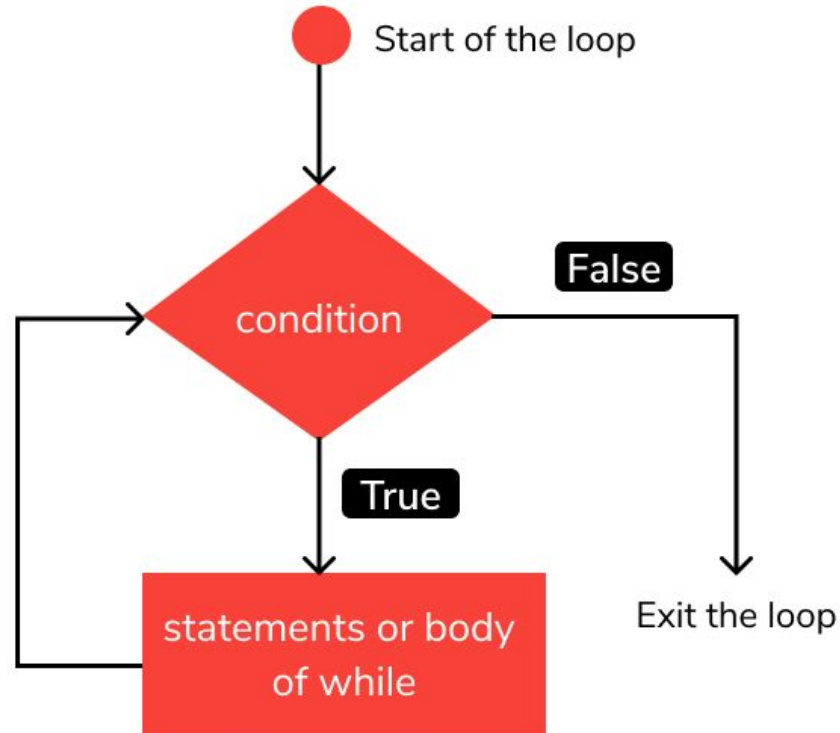 Start of the loop
condition
False
True
statements or body
of while
Exit the loop